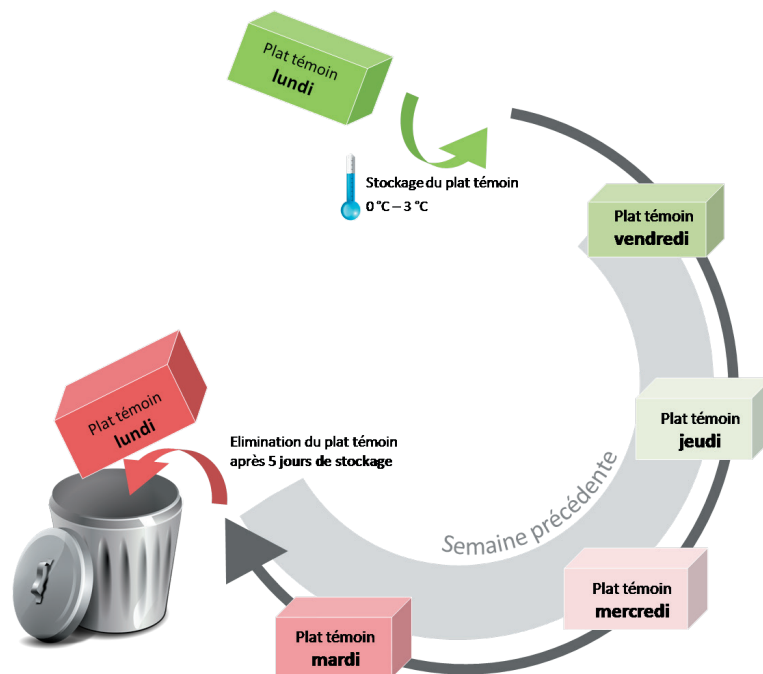 Plat témoin
lundi
Stockage du plat témoin
0 °C – 3 °C
Plat témoin
vendredi
Plat témoin
jeudi
Plat témoin
lundi
Elimination du plat témoin
après 5 jours de stockage
Semaine précédente
Plat témoin
mercredi
Plat témoin
mardi